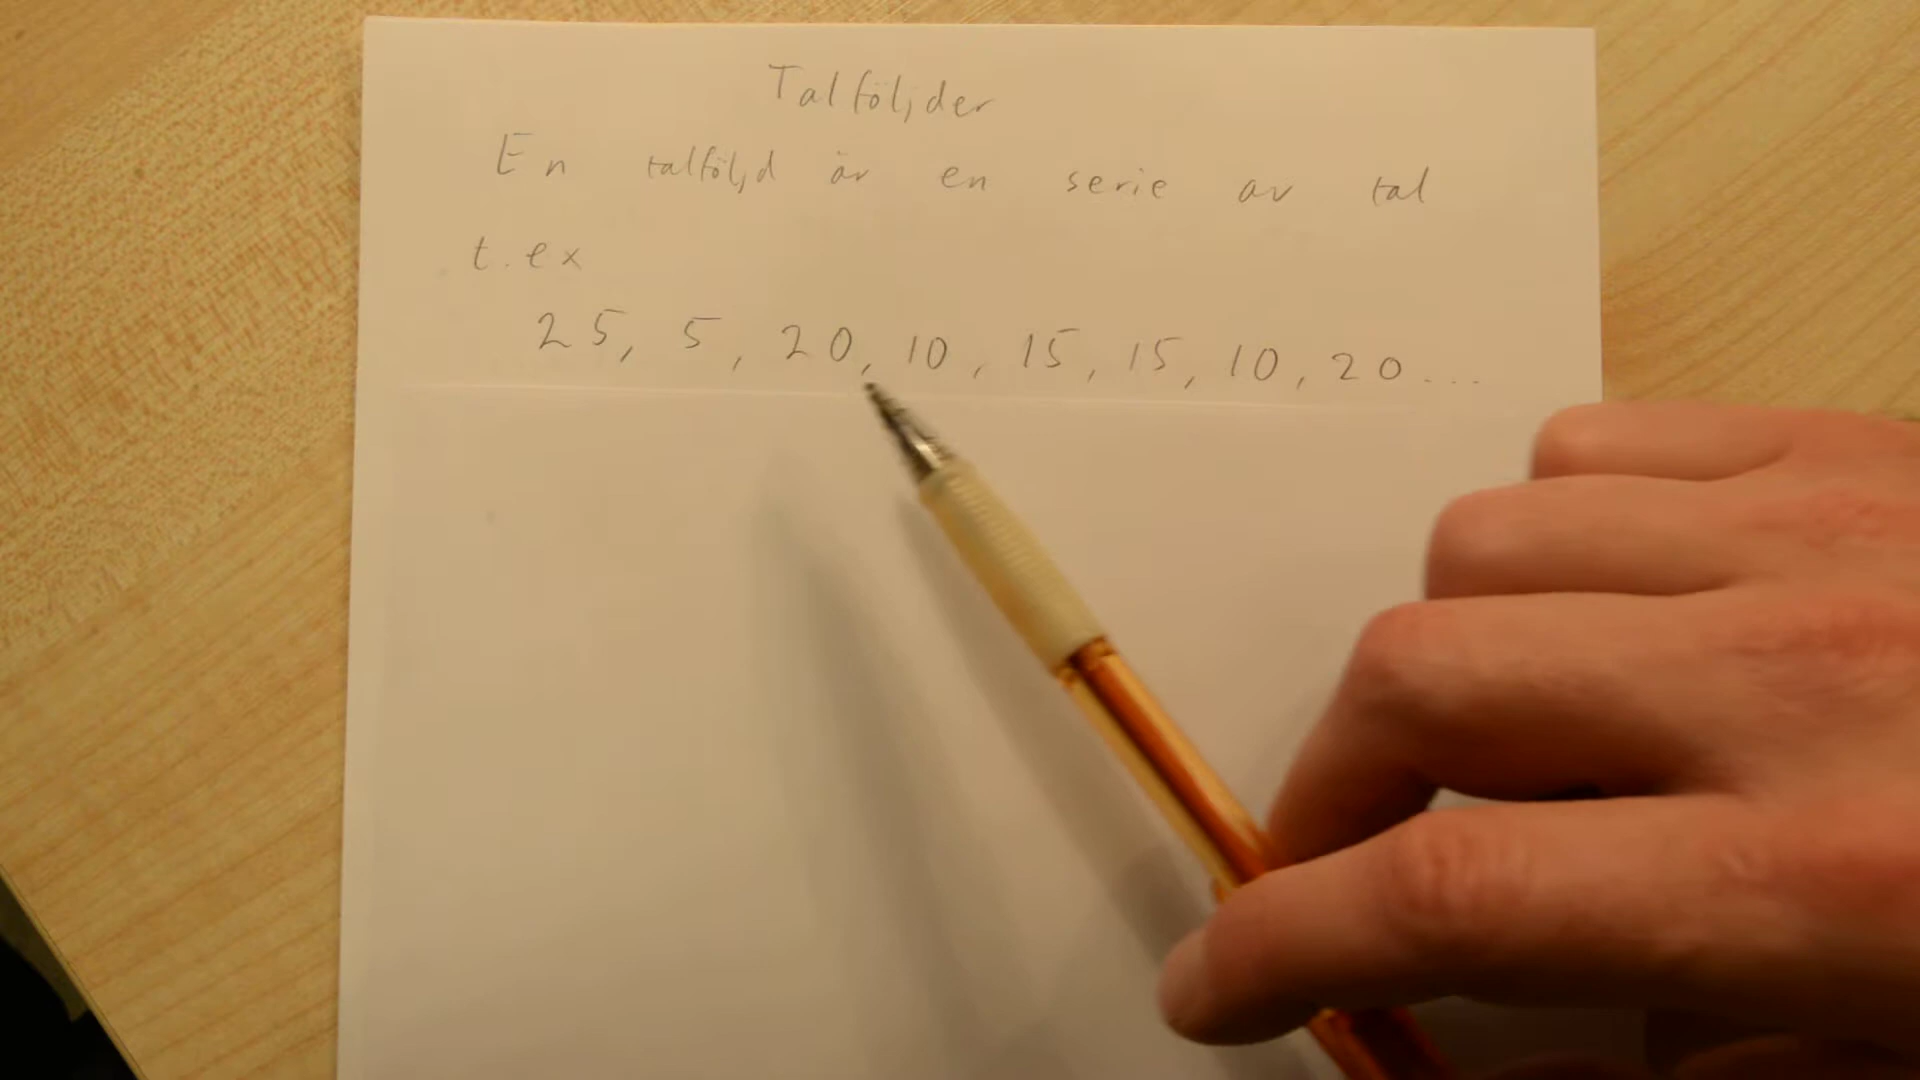 Talföljder
En talföljd är en serie av tal
t.ex
25, 5, 20, 10, 15, 15, 10, 20...